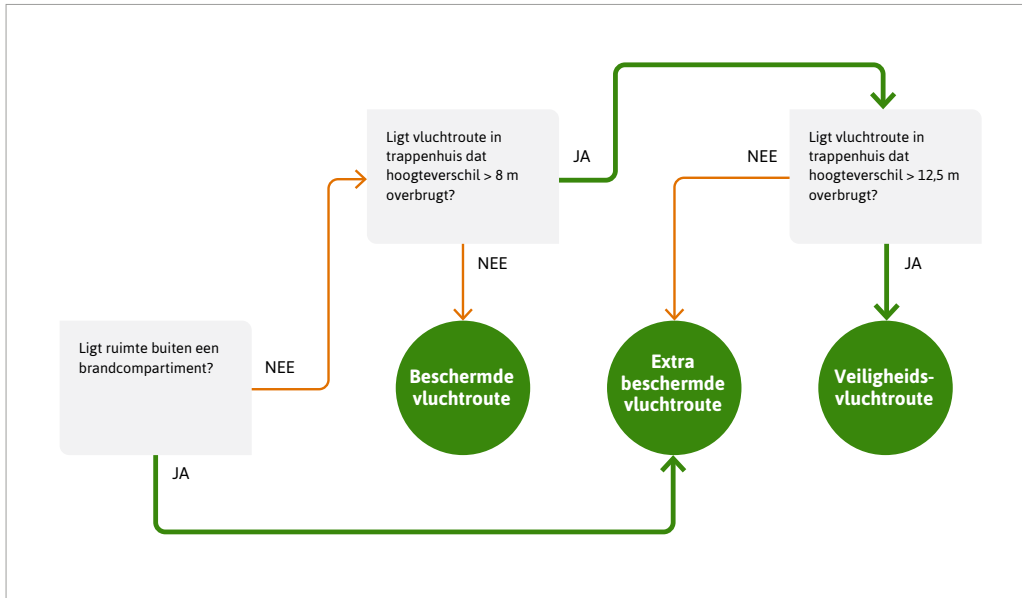 Ligt ruimte buiten een
brandcompartiment?
NEE
JA
Ligt vluchtroute in
trappenhuis dat
hoogteverschil > 8 m
overbrugt?
JA
NEE
Ligt vluchtroute in
trappenhuis dat
hoogteverschil > 12,5 m
overbrugt?
NEE
JA
Beschermde
vluchtroute
Extra
beschermde
vluchtroute
Veiligheids-
vluchtroute